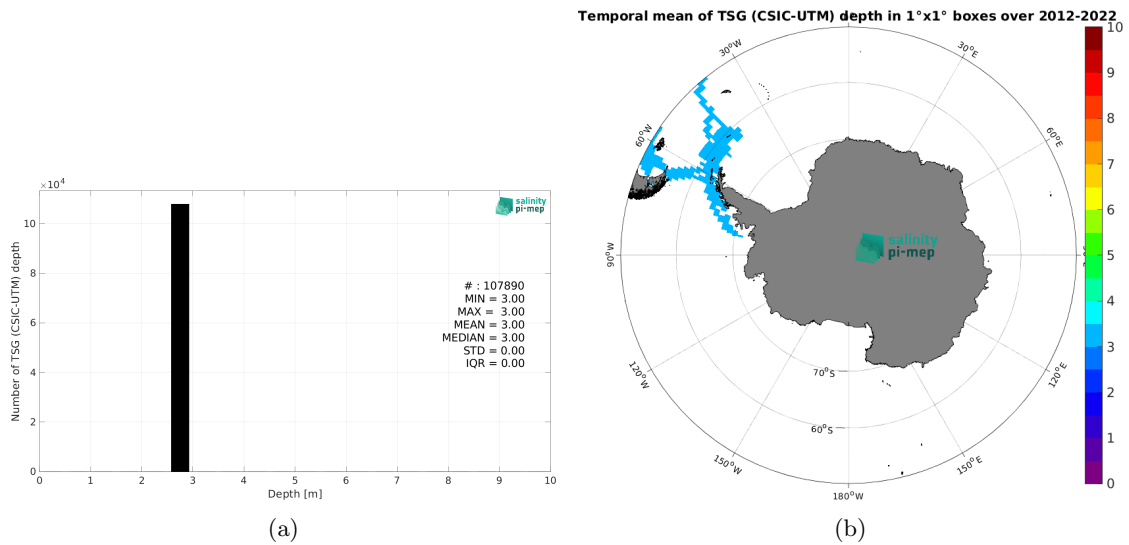 Temporal mean of TSG (CSIC-UTM) depth in 1°x1° boxes over 2012-2022
×10⁴
Number of TSG (CSIC-UTM) depth
10
8
6
4
2
0
salinity
pi-mep
# : 107890
MIN = 3.00
MAX = 3.00
MEAN = 3.00
MEDIAN = 3.00
STD = 0.00
IQR = 0.00
0 1 2 3 4 5 6 7 8 9 10
Depth [m]
(a)
30°W
30°E
60°W
60°E
90°W
120°W
120°E
150°W
150°E
180°W
70°S
60°S
salinity
pi-mep
10
9
8
7
6
5
4
3
2
1
0
(b)